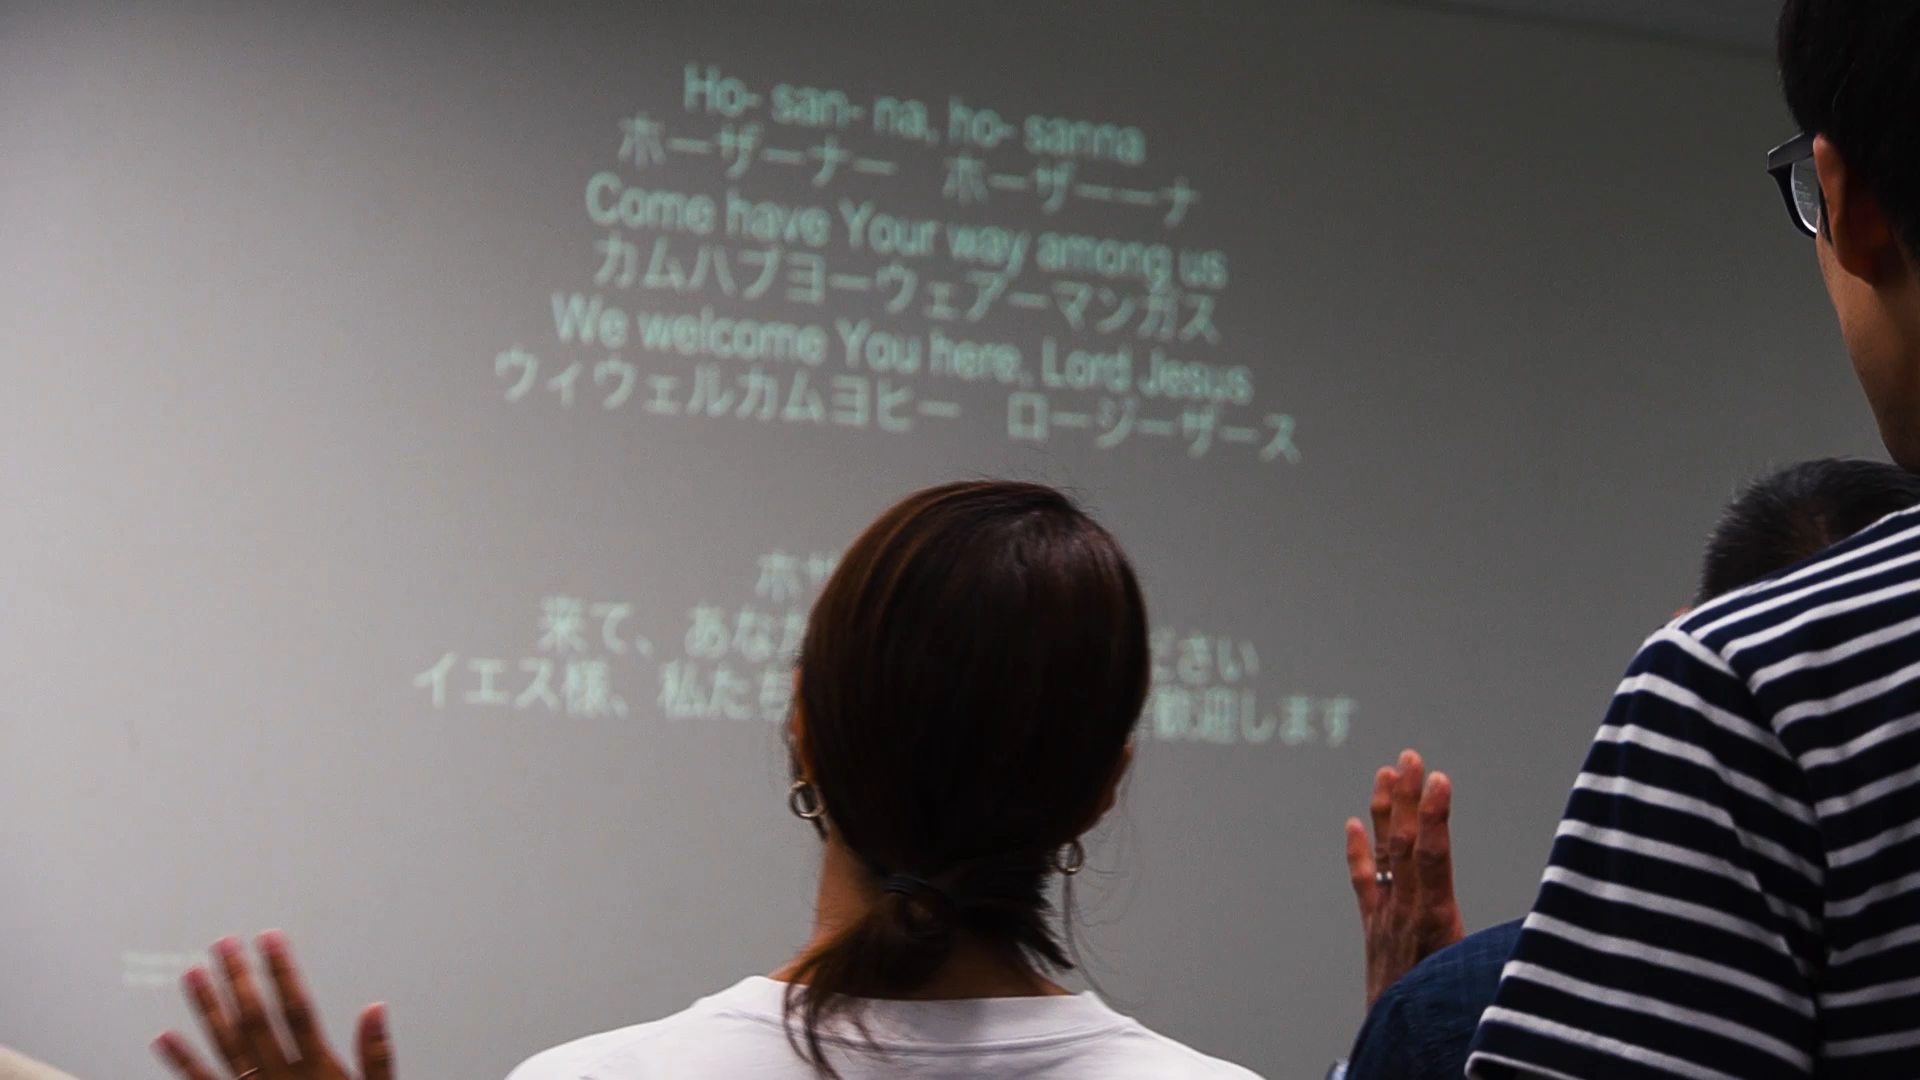 Ho- san- na, ho- sanna
ホーザーナー　ホーザーーナ
Come have Your way among us
カムハブヨーウェアーマンガス
We welcome You here, Lord Jesus
ウィウェルカムヨヒー　ロージーザース
ホサ
来て、あなた ださい
イエス様、私たち 歓迎します